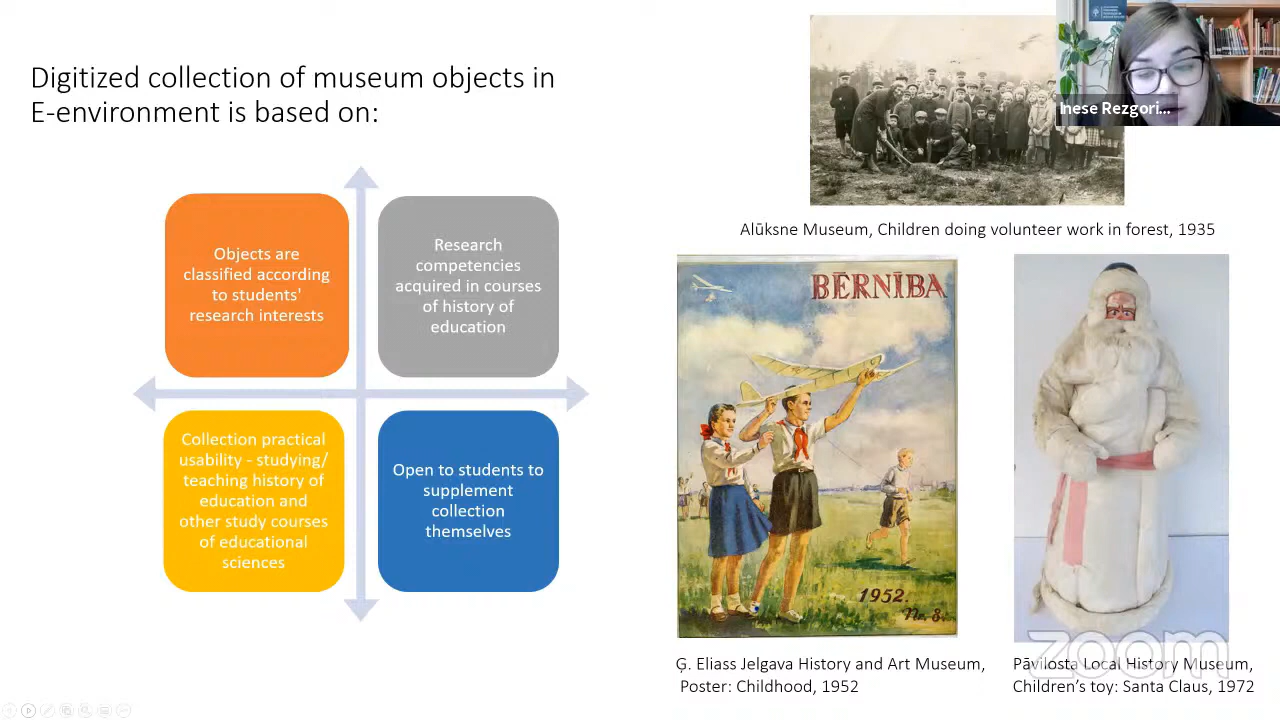 Digitized collection of museum objects in
E-environment is based on:
Objects are
classified according
to students'
research interests
Research
competencies
acquired in courses
of history of
education
Collection practical
usability - studying/
teaching history of
education and
other study courses
of educational
sciences
Open to students to
supplement
collection
themselves
Inese Rezgori...
Alūksne Museum, Children doing volunteer work in forest, 1935
BĒRNĪBA
1952.
Nr. 8.
Ģ. Eliass Jelgava History and Art Museum,
Poster: Childhood, 1952
zoom
Pāvilosta Local History Museum,
Children's toy: Santa Claus, 1972